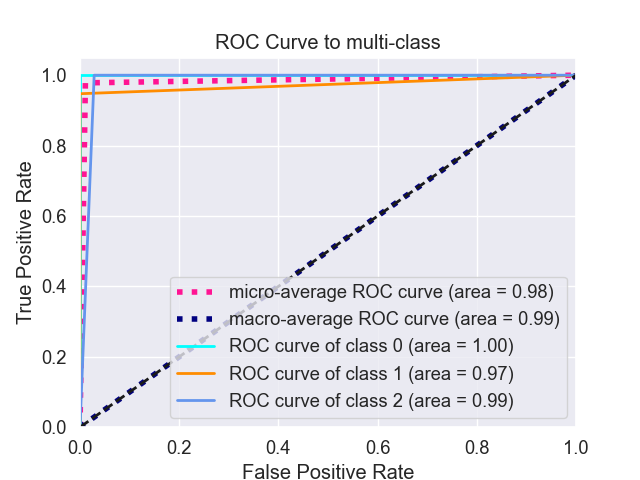 ROC Curve to multi-class
True Positive Rate
1.0
0.8
0.6
0.4
0.2
0.0
micro-average ROC curve (area = 0.98)
macro-average ROC curve (area = 0.99)
ROC curve of class 0 (area = 1.00)
ROC curve of class 1 (area = 0.97)
ROC curve of class 2 (area = 0.99)
0.0 0.2 0.4 0.6 0.8 1.0
False Positive Rate